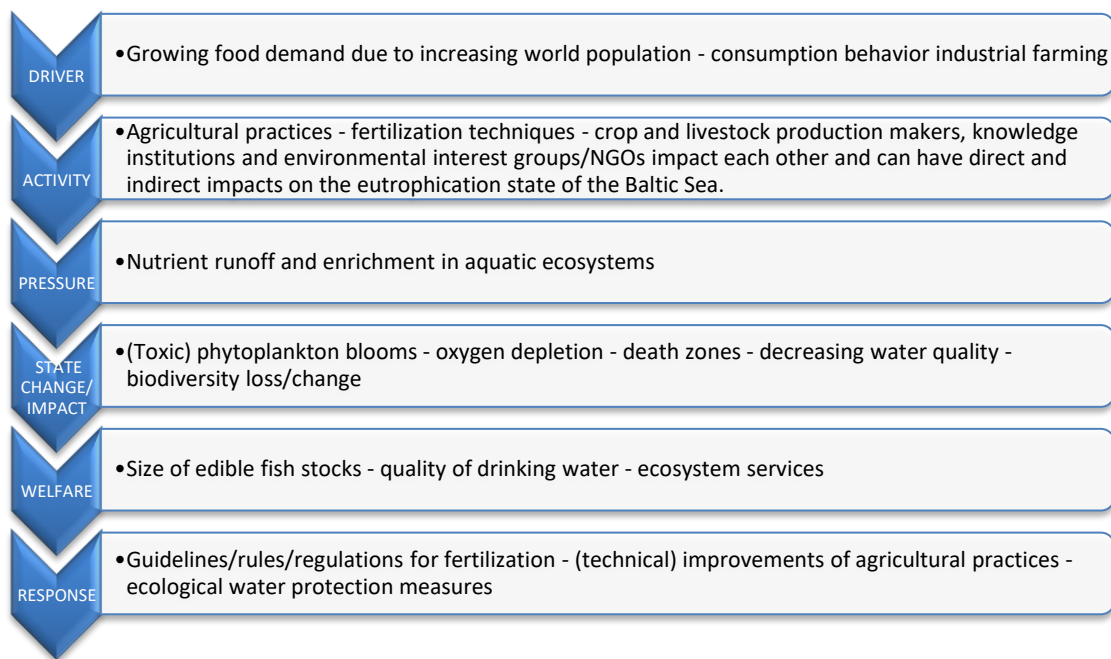 DRIVER
•Growing food demand due to increasing world population - consumption behavior industrial farming
ACTIVITY
•Agricultural practices - fertilization techniques - crop and livestock production makers, knowledge
institutions and environmental interest groups/NGOs impact each other and can have direct and
indirect impacts on the eutrophication state of the Baltic Sea.
PRESSURE
•Nutrient runoff and enrichment in aquatic ecosystems
STATE
CHANGE/
IMPACT
•(Toxic) phytoplankton blooms - oxygen depletion - death zones - decreasing water quality -
biodiversity loss/change
WELFARE
•Size of edible fish stocks - quality of drinking water - ecosystem services
RESPONSE
•Guidelines/rules/regulations for fertilization - (technical) improvements of agricultural practices -
ecological water protection measures